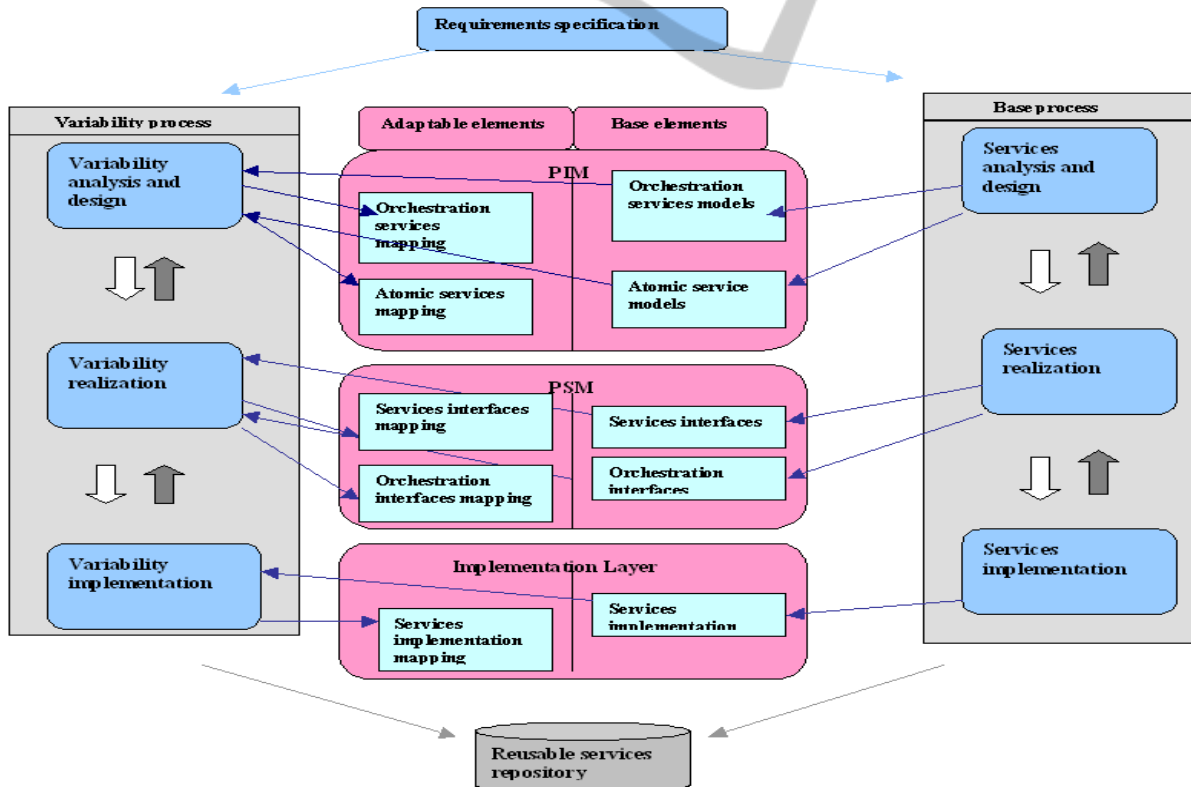 Requirements specification
Variability process
Adaptable elements
Base elements
Base process
Variability
analysis and
design
PIM
Orchestration
services
mapping
Atomic services
mapping
Orchestration
services models
Atomic service
models
Services
analysis and
design
Variability
realization
PSM
Services interfaces
mapping
Orchestration
interfaces mapping
Services interfaces
Orchestration
interfaces
Services
realization
Variability
implementation
Implementation Layer
Services
implementation
mapping
Services
implementation
Services
implementation
Reusable services
repository